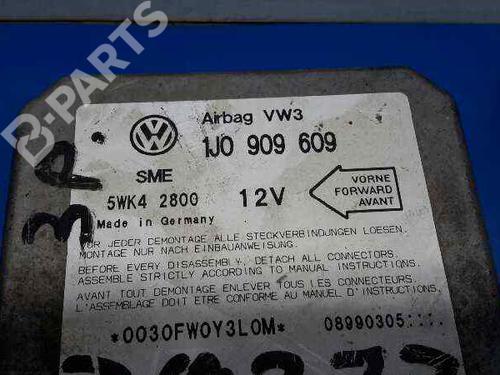 B-PARTS
Airbag VW3
1J0 909 609
SME
5WK4 2800
12V
VORNE
FORWARD
AVANT
Made in Germany
VOR JEDER DEMONTAGE ALLE STECKVERBINDUNGEN LOESEN.
MONTAGE NUR NACH EINBAUANWEISUNG.
BEFORE EVERY DISASSEMBLY, DETACH ALL CONNECTORS.
ASSEMBLE STRICTLY ACCORDING TO MANUAL INSTRUCTIONS.
AVANT TOUT DEMONTAGE ENLEVER TOUS LES CONNECTEURS.
L'ASSEMBLAGE DOIT ETRE CONFORME AU MANUEL D'INSTRUCTIONS.
*0030FW0Y3L0M*
08990305